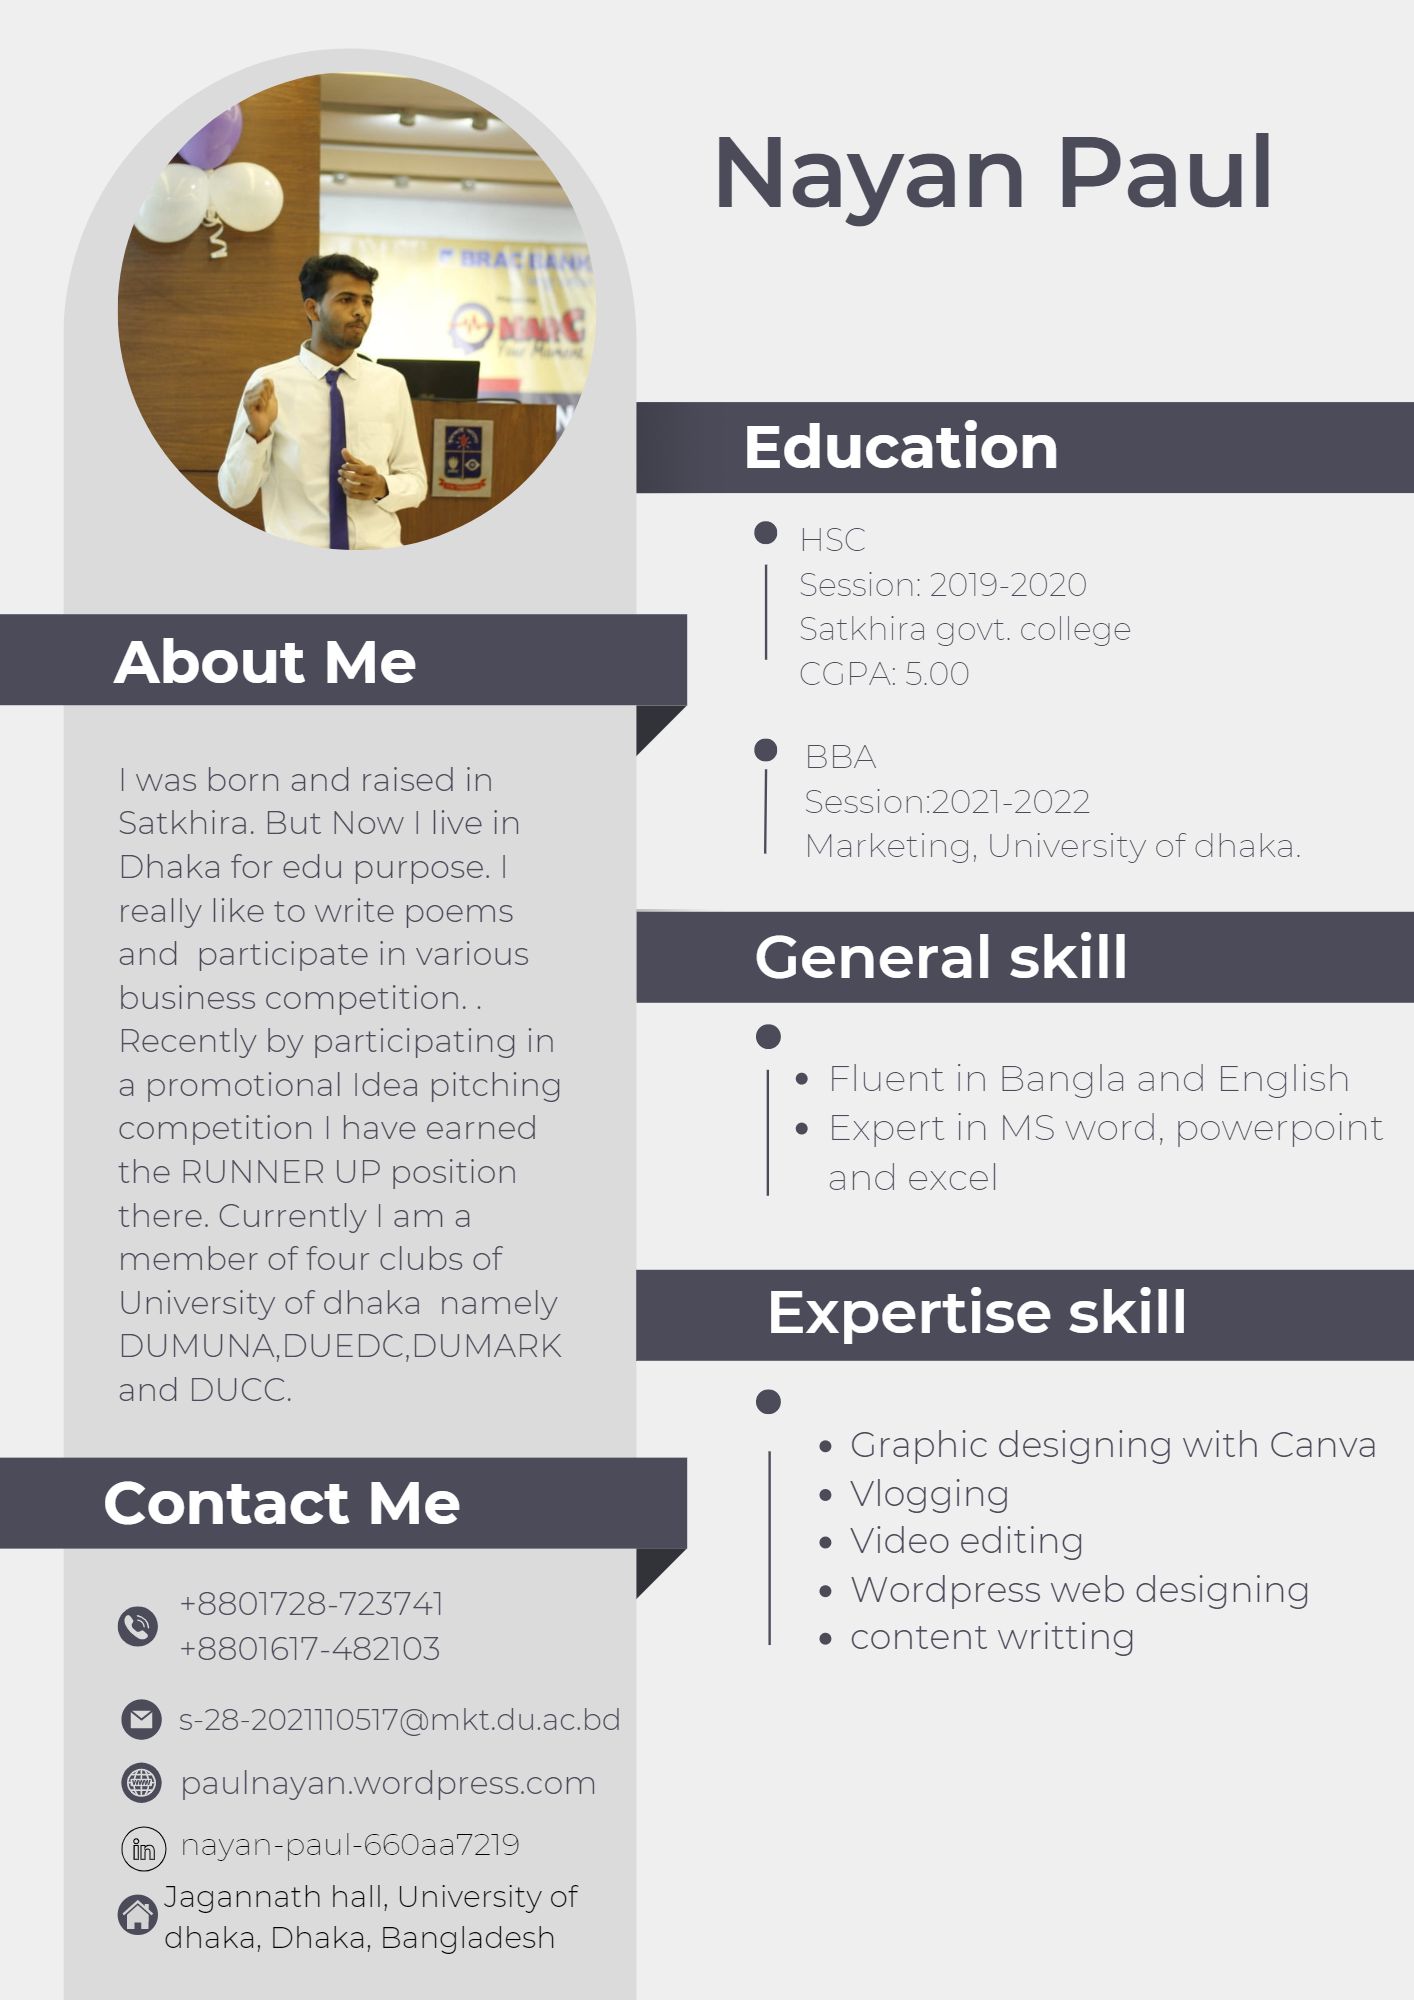 Nayan Paul
BRAC BANK
About Me
I was born and raised in
Satkhira. But Now I live in
Dhaka for edu purpose. I
really like to write poems
and  participate in various
business competition. .
Recently by participating in
a promotional Idea pitching
competition I have earned
the RUNNER UP position
there. Currently I am a
member of four clubs of
University of dhaka  namely
DUMUNA,DUEDC,DUMARK
and DUCC.
Contact Me
+8801728-723741
+8801617-482103
s-28-2021110517@mkt.du.ac.bd
www
paulnayan.wordpress.com
in
nayan-paul-660aa7219
Jagannath hall, University of
dhaka, Dhaka, Bangladesh
Education
HSC
Session: 2019-2020
Satkhira govt. college
CGPA: 5.00
BBA
Session:2021-2022
Marketing, University of dhaka.
General skill
Fluent in Bangla and English
Expert in MS word, powerpoint
and excel
Expertise skill
Graphic designing with Canva
Vlogging
Video editing
Wordpress web designing
content writting